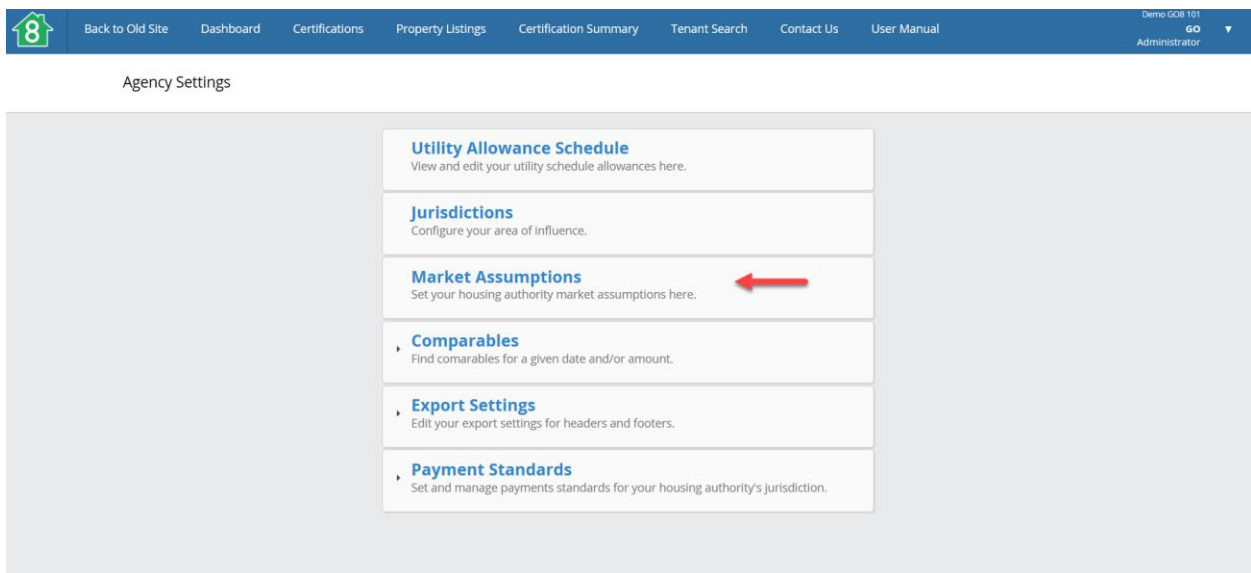 8
Back to Old Site
Dashboard
Certifications
Property Listings
Certification Summary
Tenant Search
Contact Us
User Manual
Demo GO8 101
GO
Administrator
Agency Settings
Utility Allowance Schedule
View and edit your utility schedule allowances here.
Jurisdictions
Configure your area of influence.
Market Assumptions
Set your housing authority market assumptions here.
Comparables
Find comarables for a given date and/or amount.
Export Settings
Edit your export settings for headers and footers.
Payment Standards
Set and manage payments standards for your housing authority's jurisdiction.